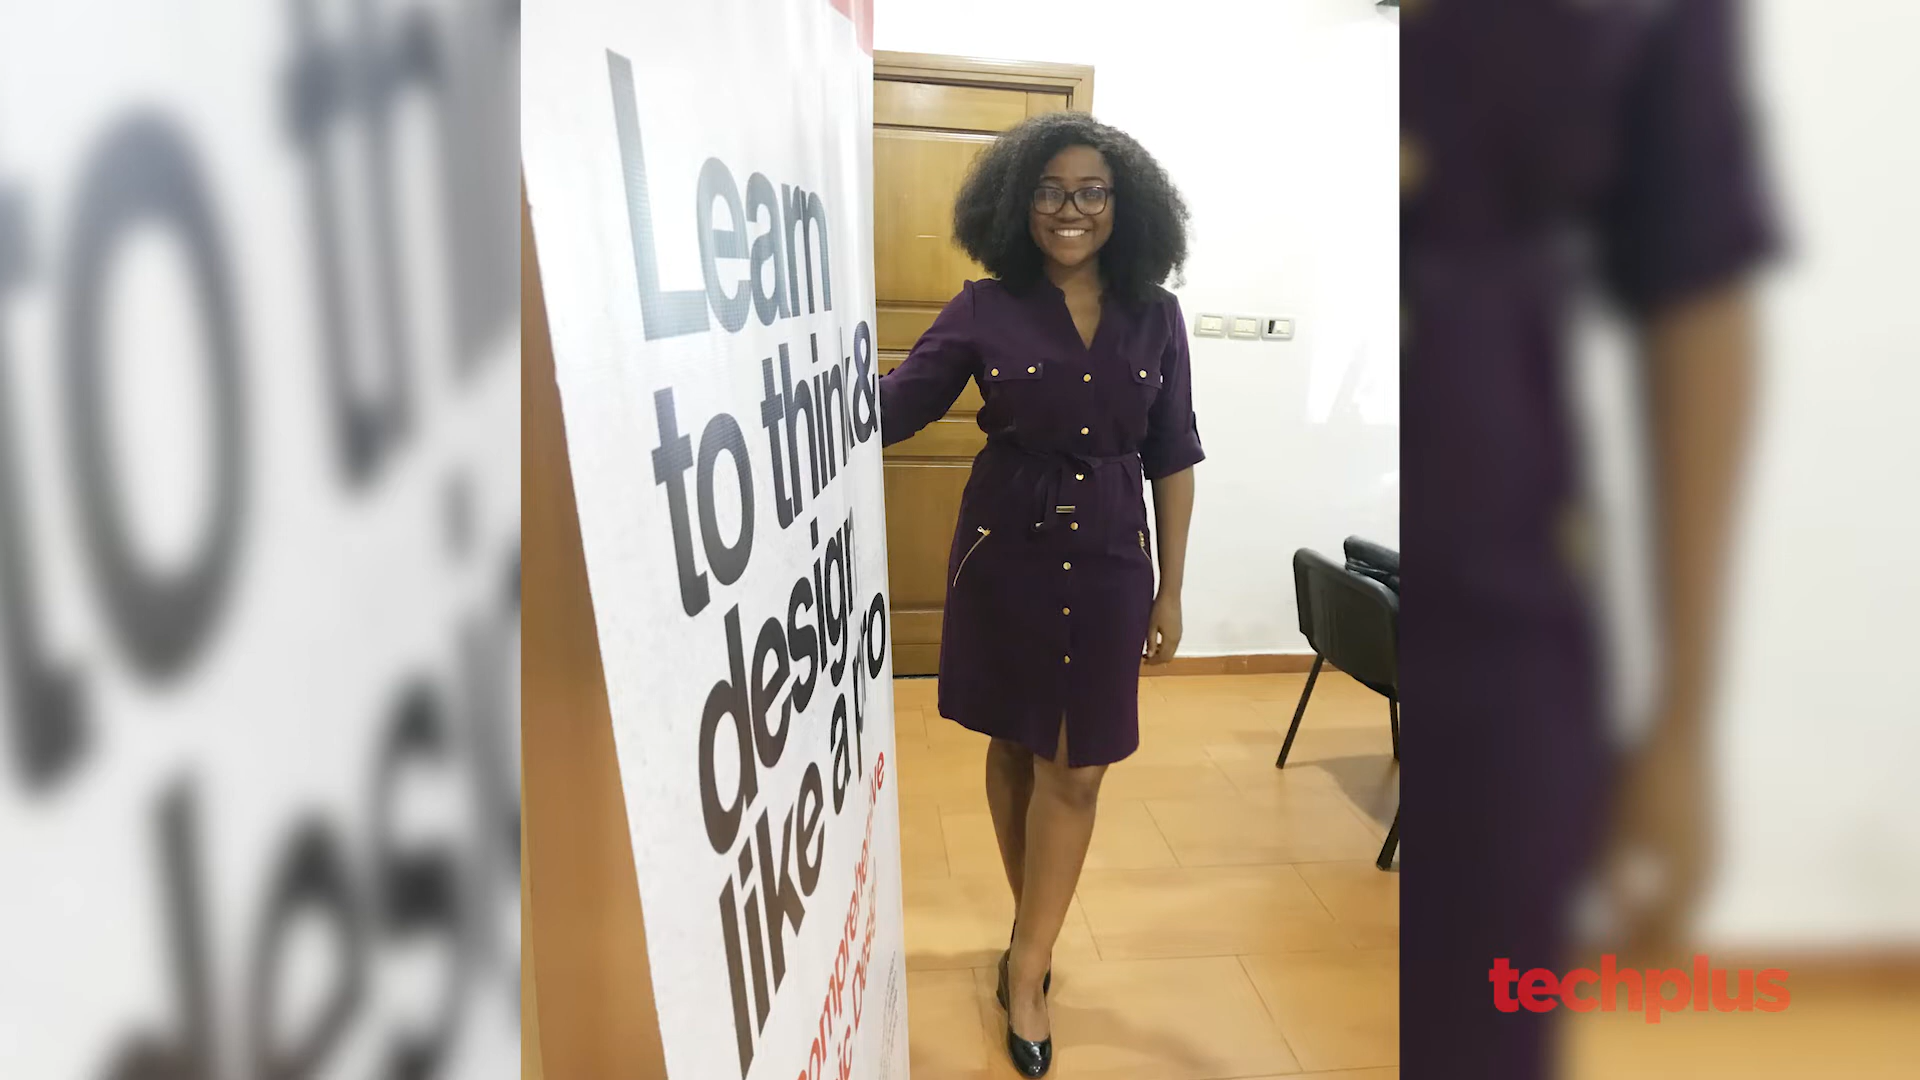 Learn
to think &
design
like a pro
techplus